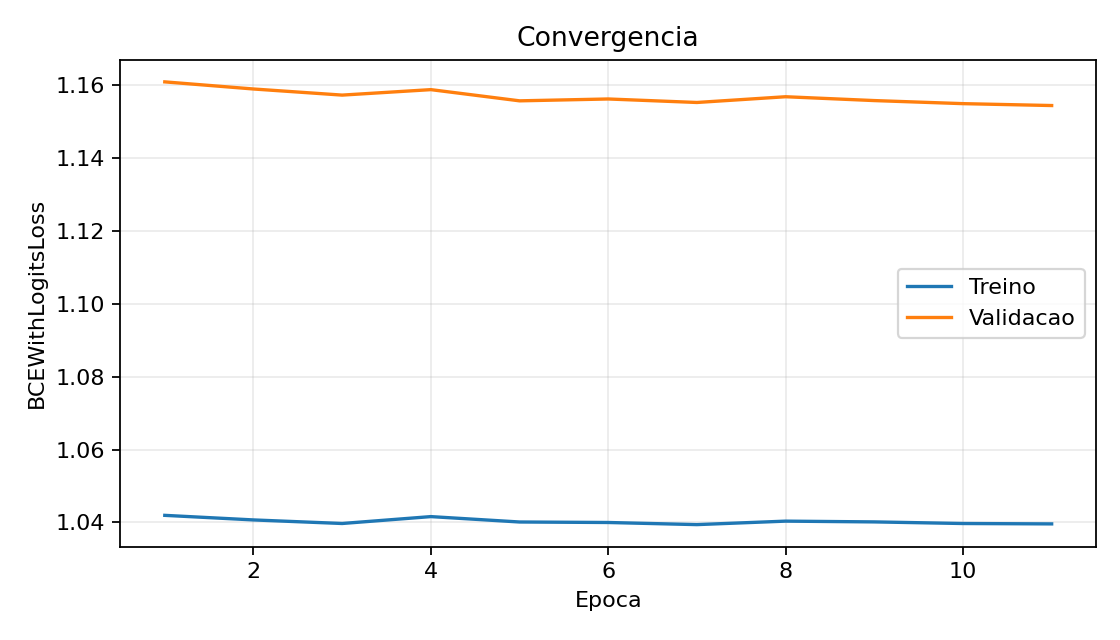 Convergencia
1.16
1.14
1.12
1.10
1.08
1.06
1.04
BCEWithLogitsLoss
Treino
Validacao
2 4 6 8 10
Epoca